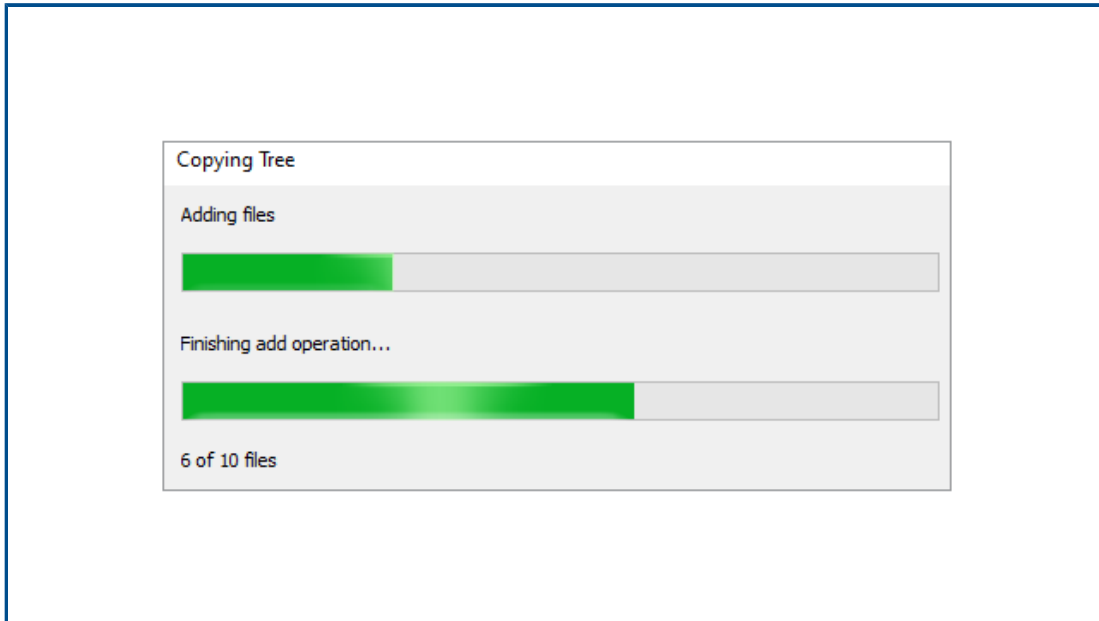 Copying Tree
Adding files
Finishing add operation...
6 of 10 files